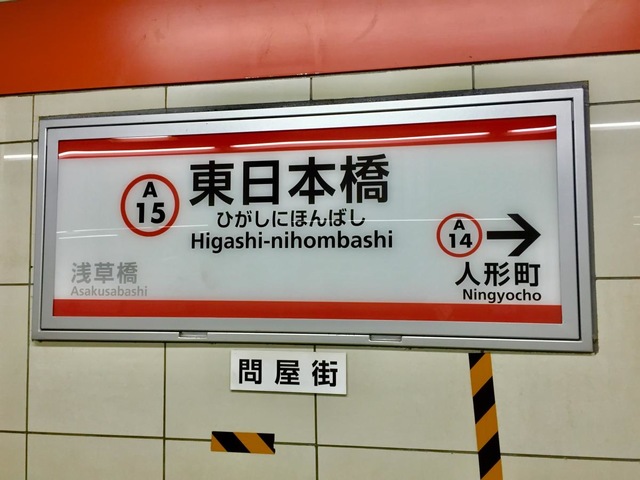 A
15
東日本橋
ひがしにほんばし
Higashi-nihombashi
浅草橋
Asakusabashi
A
14
人形町
Ningyocho
問屋街